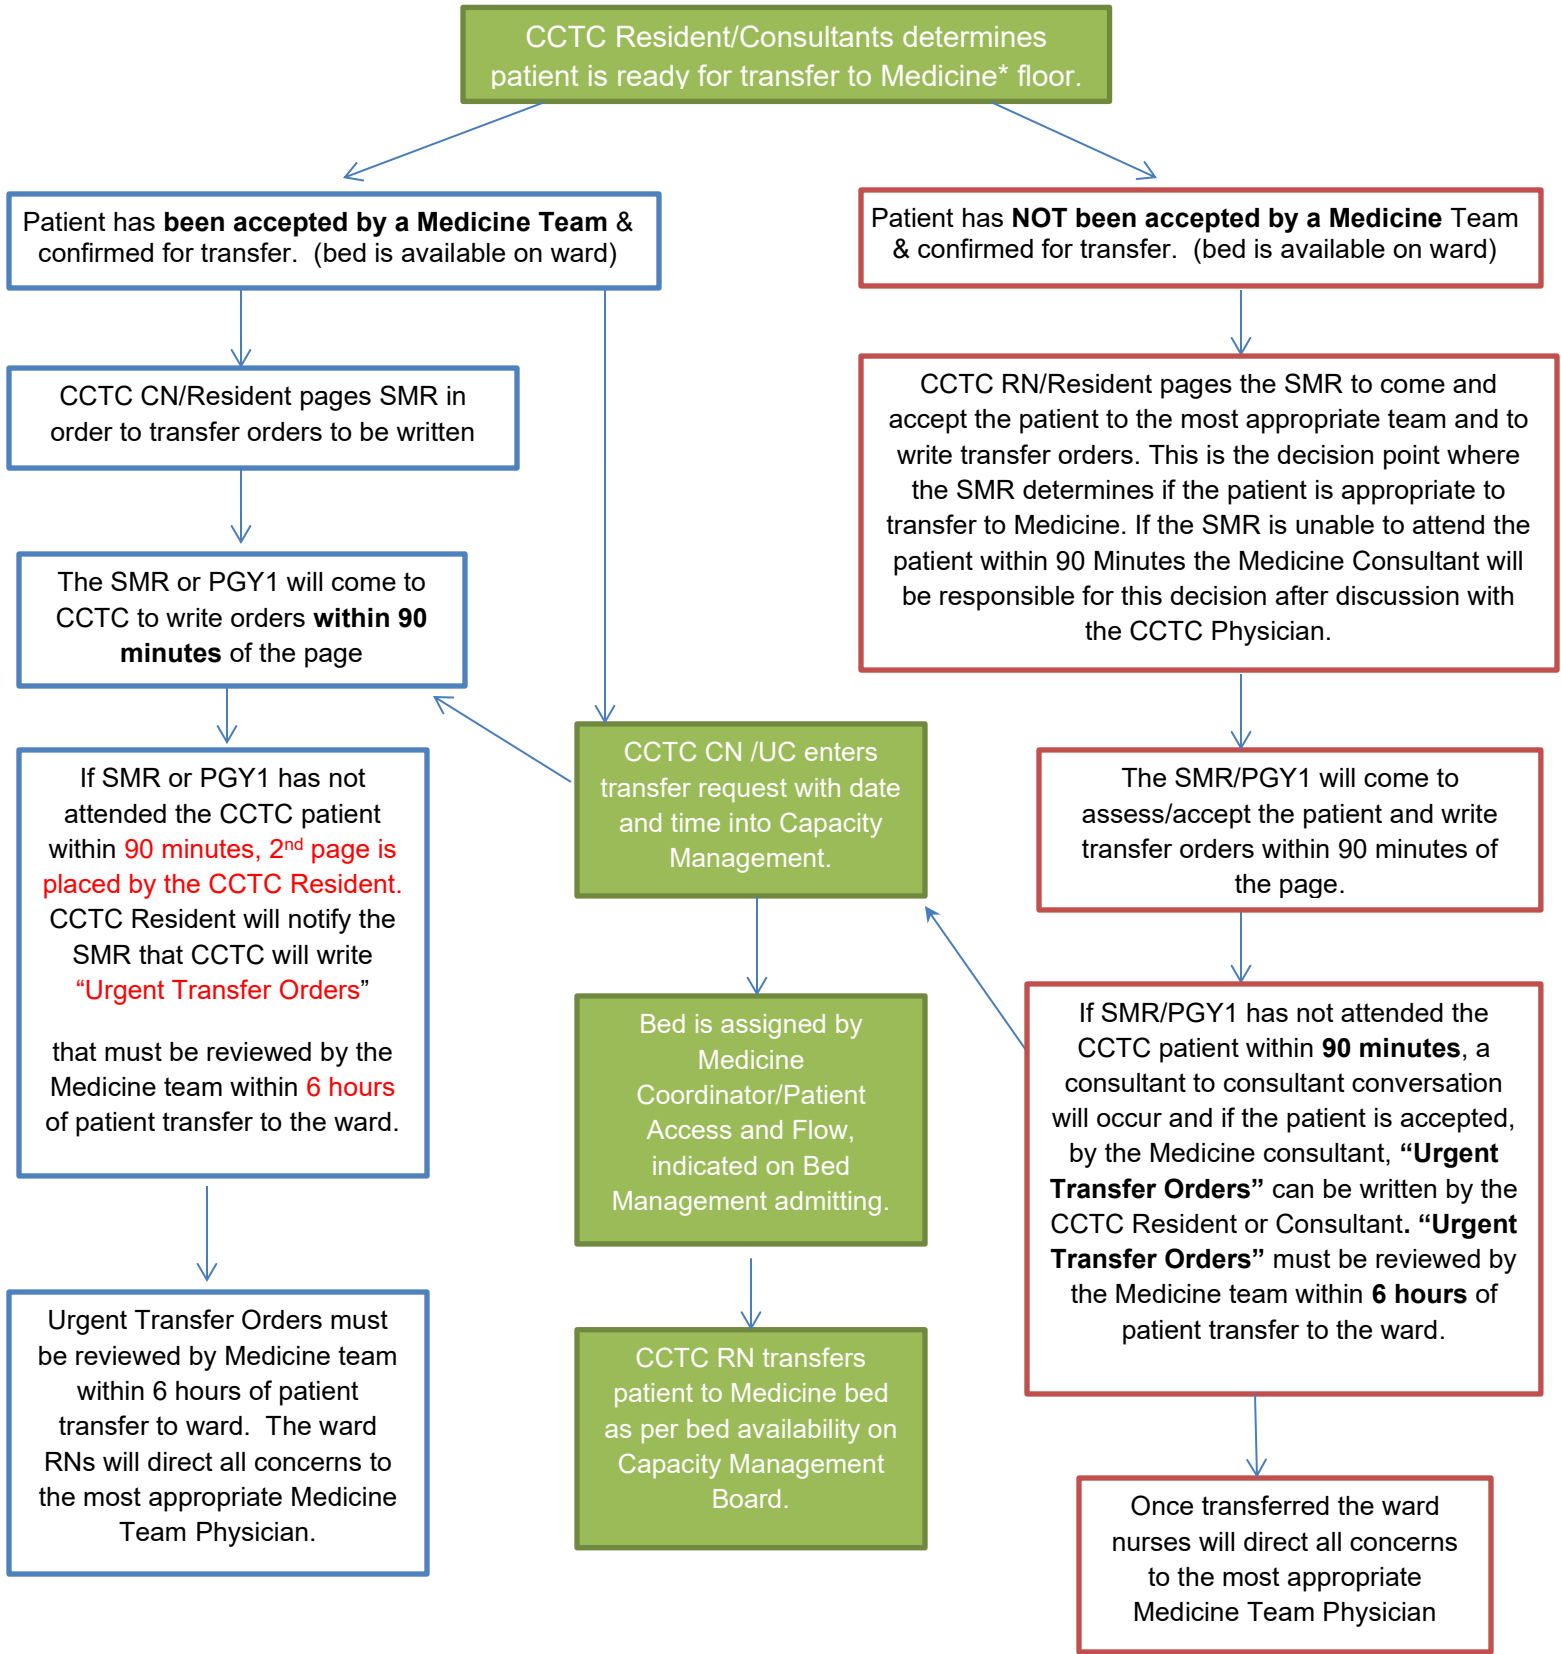 CCTC Resident/Consultants determines
patient is ready for transfer to Medicine* floor.
Patient has been accepted by a Medicine Team &
confirmed for transfer.  (bed is available on ward)
Patient has NOT been accepted by a Medicine Team
& confirmed for transfer.  (bed is available on ward)
CCTC CN/Resident pages SMR in
order to transfer orders to be written
CCTC RN/Resident pages the SMR to come and
accept the patient to the most appropriate team and to
write transfer orders. This is the decision point where
the SMR determines if the patient is appropriate to
transfer to Medicine. If the SMR is unable to attend the
patient within 90 Minutes the Medicine Consultant will
be responsible for this decision after discussion with
the CCTC Physician.
The SMR or PGY1 will come to
CCTC to write orders within 90
minutes of the page
If SMR or PGY1 has not
attended the CCTC patient
within 90 minutes, 2nd page is
placed by the CCTC Resident.
CCTC Resident will notify the
SMR that CCTC will write
“Urgent Transfer Orders”
that must be reviewed by the
Medicine team within 6 hours
of patient transfer to the ward.
CCTC CN /UC enters
transfer request with date
and time into Capacity
Management.
The SMR/PGY1 will come to
assess/accept the patient and write
transfer orders within 90 minutes of
the page.
Bed is assigned by
Medicine
Coordinator/Patient
Access and Flow,
indicated on Bed
Management admitting.
If SMR/PGY1 has not attended the
CCTC patient within 90 minutes, a
consultant to consultant conversation
will occur and if the patient is accepted,
by the Medicine consultant, “Urgent
Transfer Orders” can be written by the
CCTC Resident or Consultant. “Urgent
Transfer Orders” must be reviewed by
the Medicine team within 6 hours of
patient transfer to the ward.
Urgent Transfer Orders must
be reviewed by Medicine team
within 6 hours of patient
transfer to ward.  The ward
RNs will direct all concerns to
the most appropriate Medicine
Team Physician.
CCTC RN transfers
patient to Medicine bed
as per bed availability on
Capacity Management
Board.
Once transferred the ward
nurses will direct all concerns
to the most appropriate
Medicine Team Physician